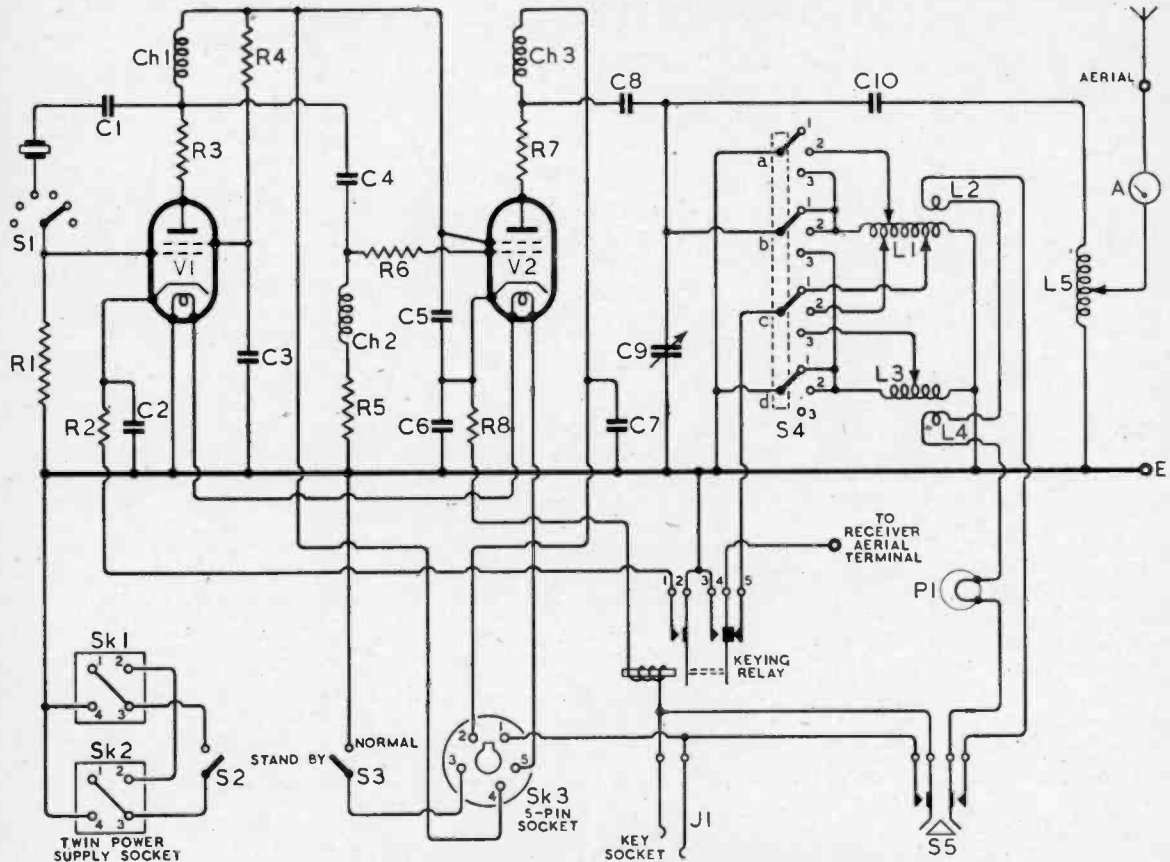 Ch1
R4
Ch3
C8
C10
AERIAL
C1
R3
R7
a
1
2
3
C4
L2
A
S1
b
1
2
3
L1
V1
R6
V2
L5
c
1
2
3
C5
Ch2
C9
R1
C3
L3
d
1
2
3
C2
R2
R5
C6
R8
C7
S4
L4
E
TO
RECEIVER
AERIAL
TERMINAL
1
2
3
4
5
P1
KEYING
RELAY
Sk1
1
2
4
3
Sk2
1
2
4
3
S2
NORMAL
STAND BY
S3
2
1
3
5
4
Sk3
5-PIN
SOCKET
J1
KEY
SOCKET
S5
TWIN POWER
SUPPLY SOCKET